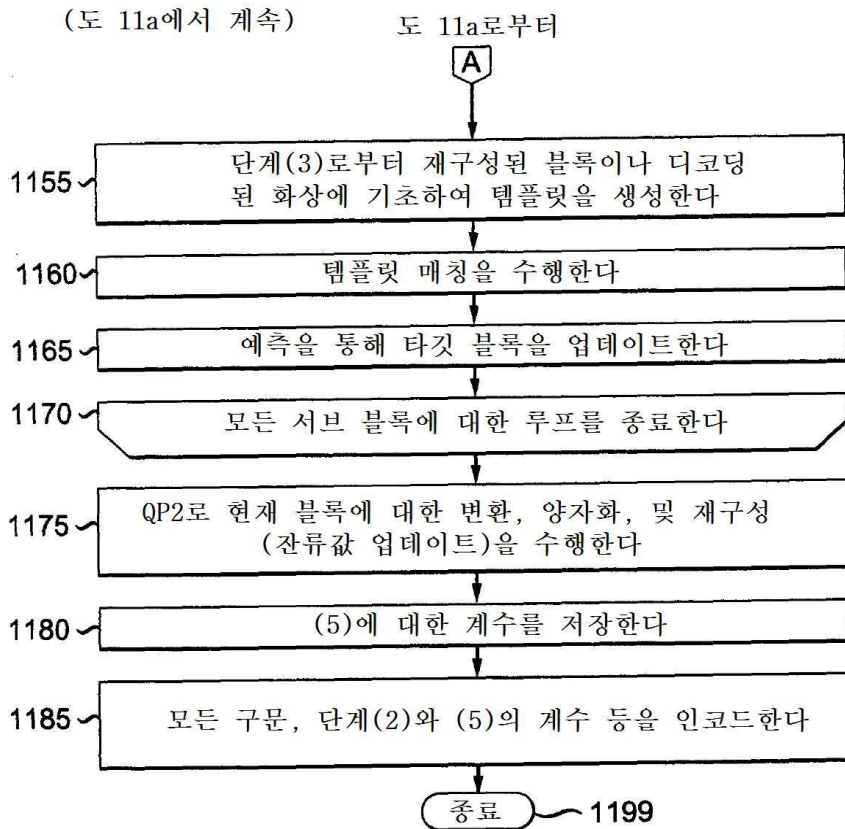 (도 11a에서 계속)
도 11a로부터
A
1155
단계(3)로부터 재구성된 블록이나 디코딩
된 화상에 기초하여 템플릿을 생성한다
1160
템플릿 매칭을 수행한다
1165
예측을 통해 타깃 블록을 업데이트한다
1170
모든 서브 블록에 대한 루프를 종료한다
1175
QP2로 현재 블록에 대한 변환, 양자화, 및 재구성
(잔류값 업데이트)을 수행한다
1180
(5)에 대한 계수를 저장한다
1185
모든 구문, 단계(2)와 (5)의 계수 등을 인코드한다
종료
1199